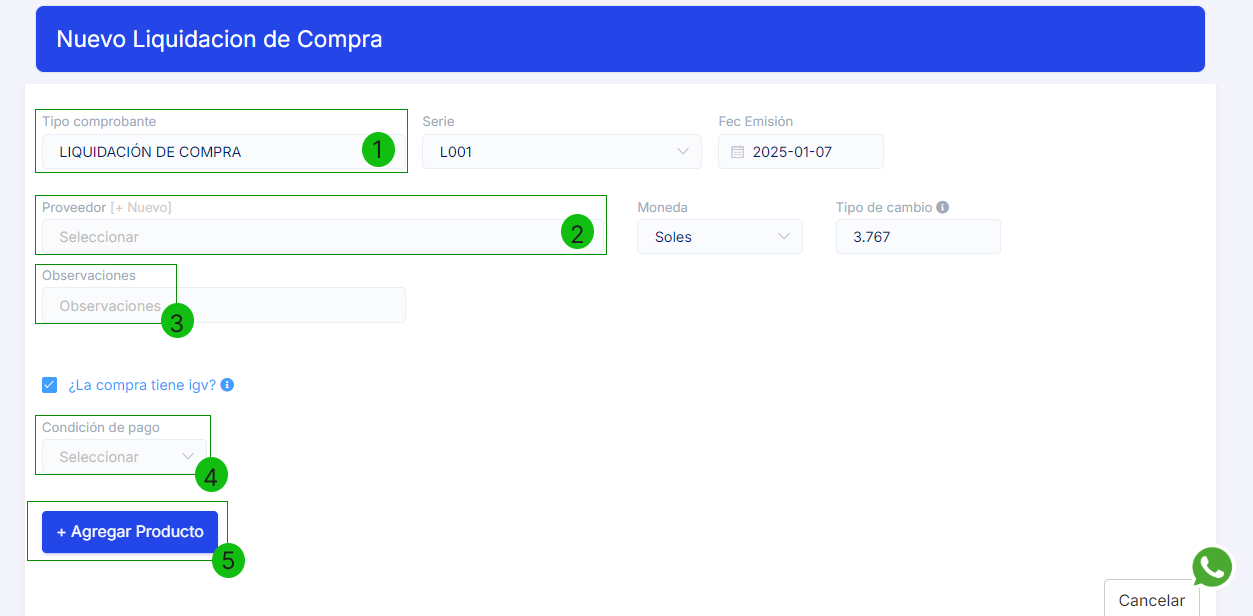 Nuevo Liquidacion de Compra
Tipo comprobante
LIQUIDACIÓN DE COMPRA
1
Serie
L001
Fec Emisión
2025-01-07
Proveedor [+ Nuevo]
Seleccionar
2
Moneda
Soles
Tipo de cambio
3.767
Observaciones
Observaciones
3
¿La compra tiene igv?
Condición de pago
Seleccionar
4
+ Agregar Producto
5
Cancelar